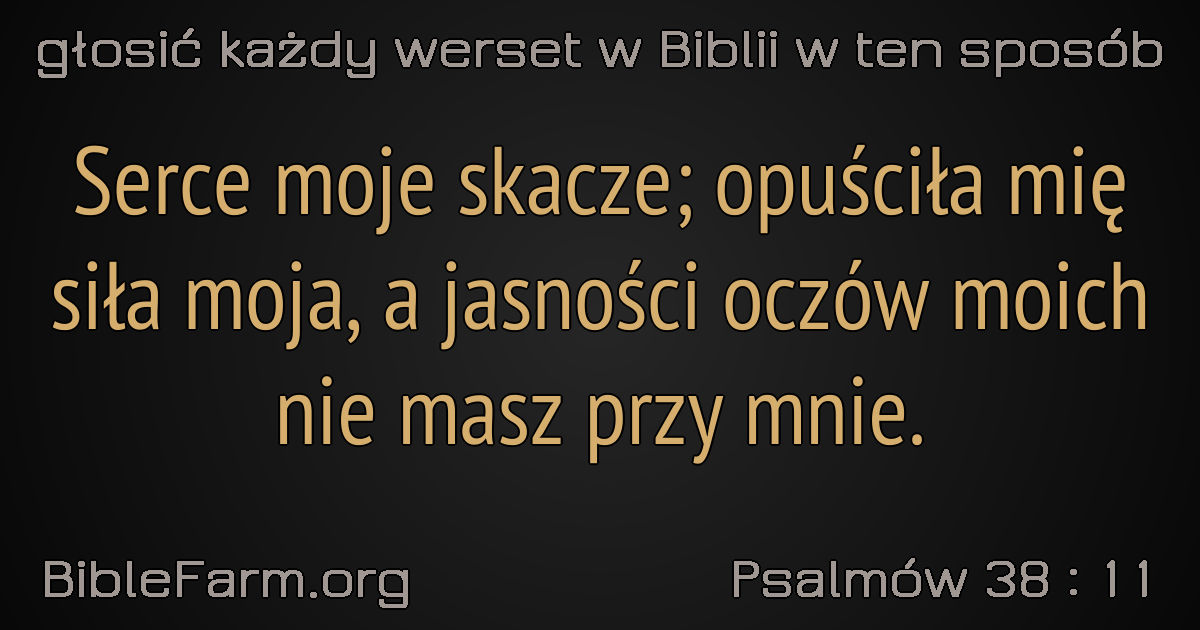 głosić każdy werset w Biblii w ten sposób
Serce moje skacze; opuściła mię
siła moja, a jasności oczów moich
nie masz przy mnie.
BibleFarm.org
Psalmów 38 : 11